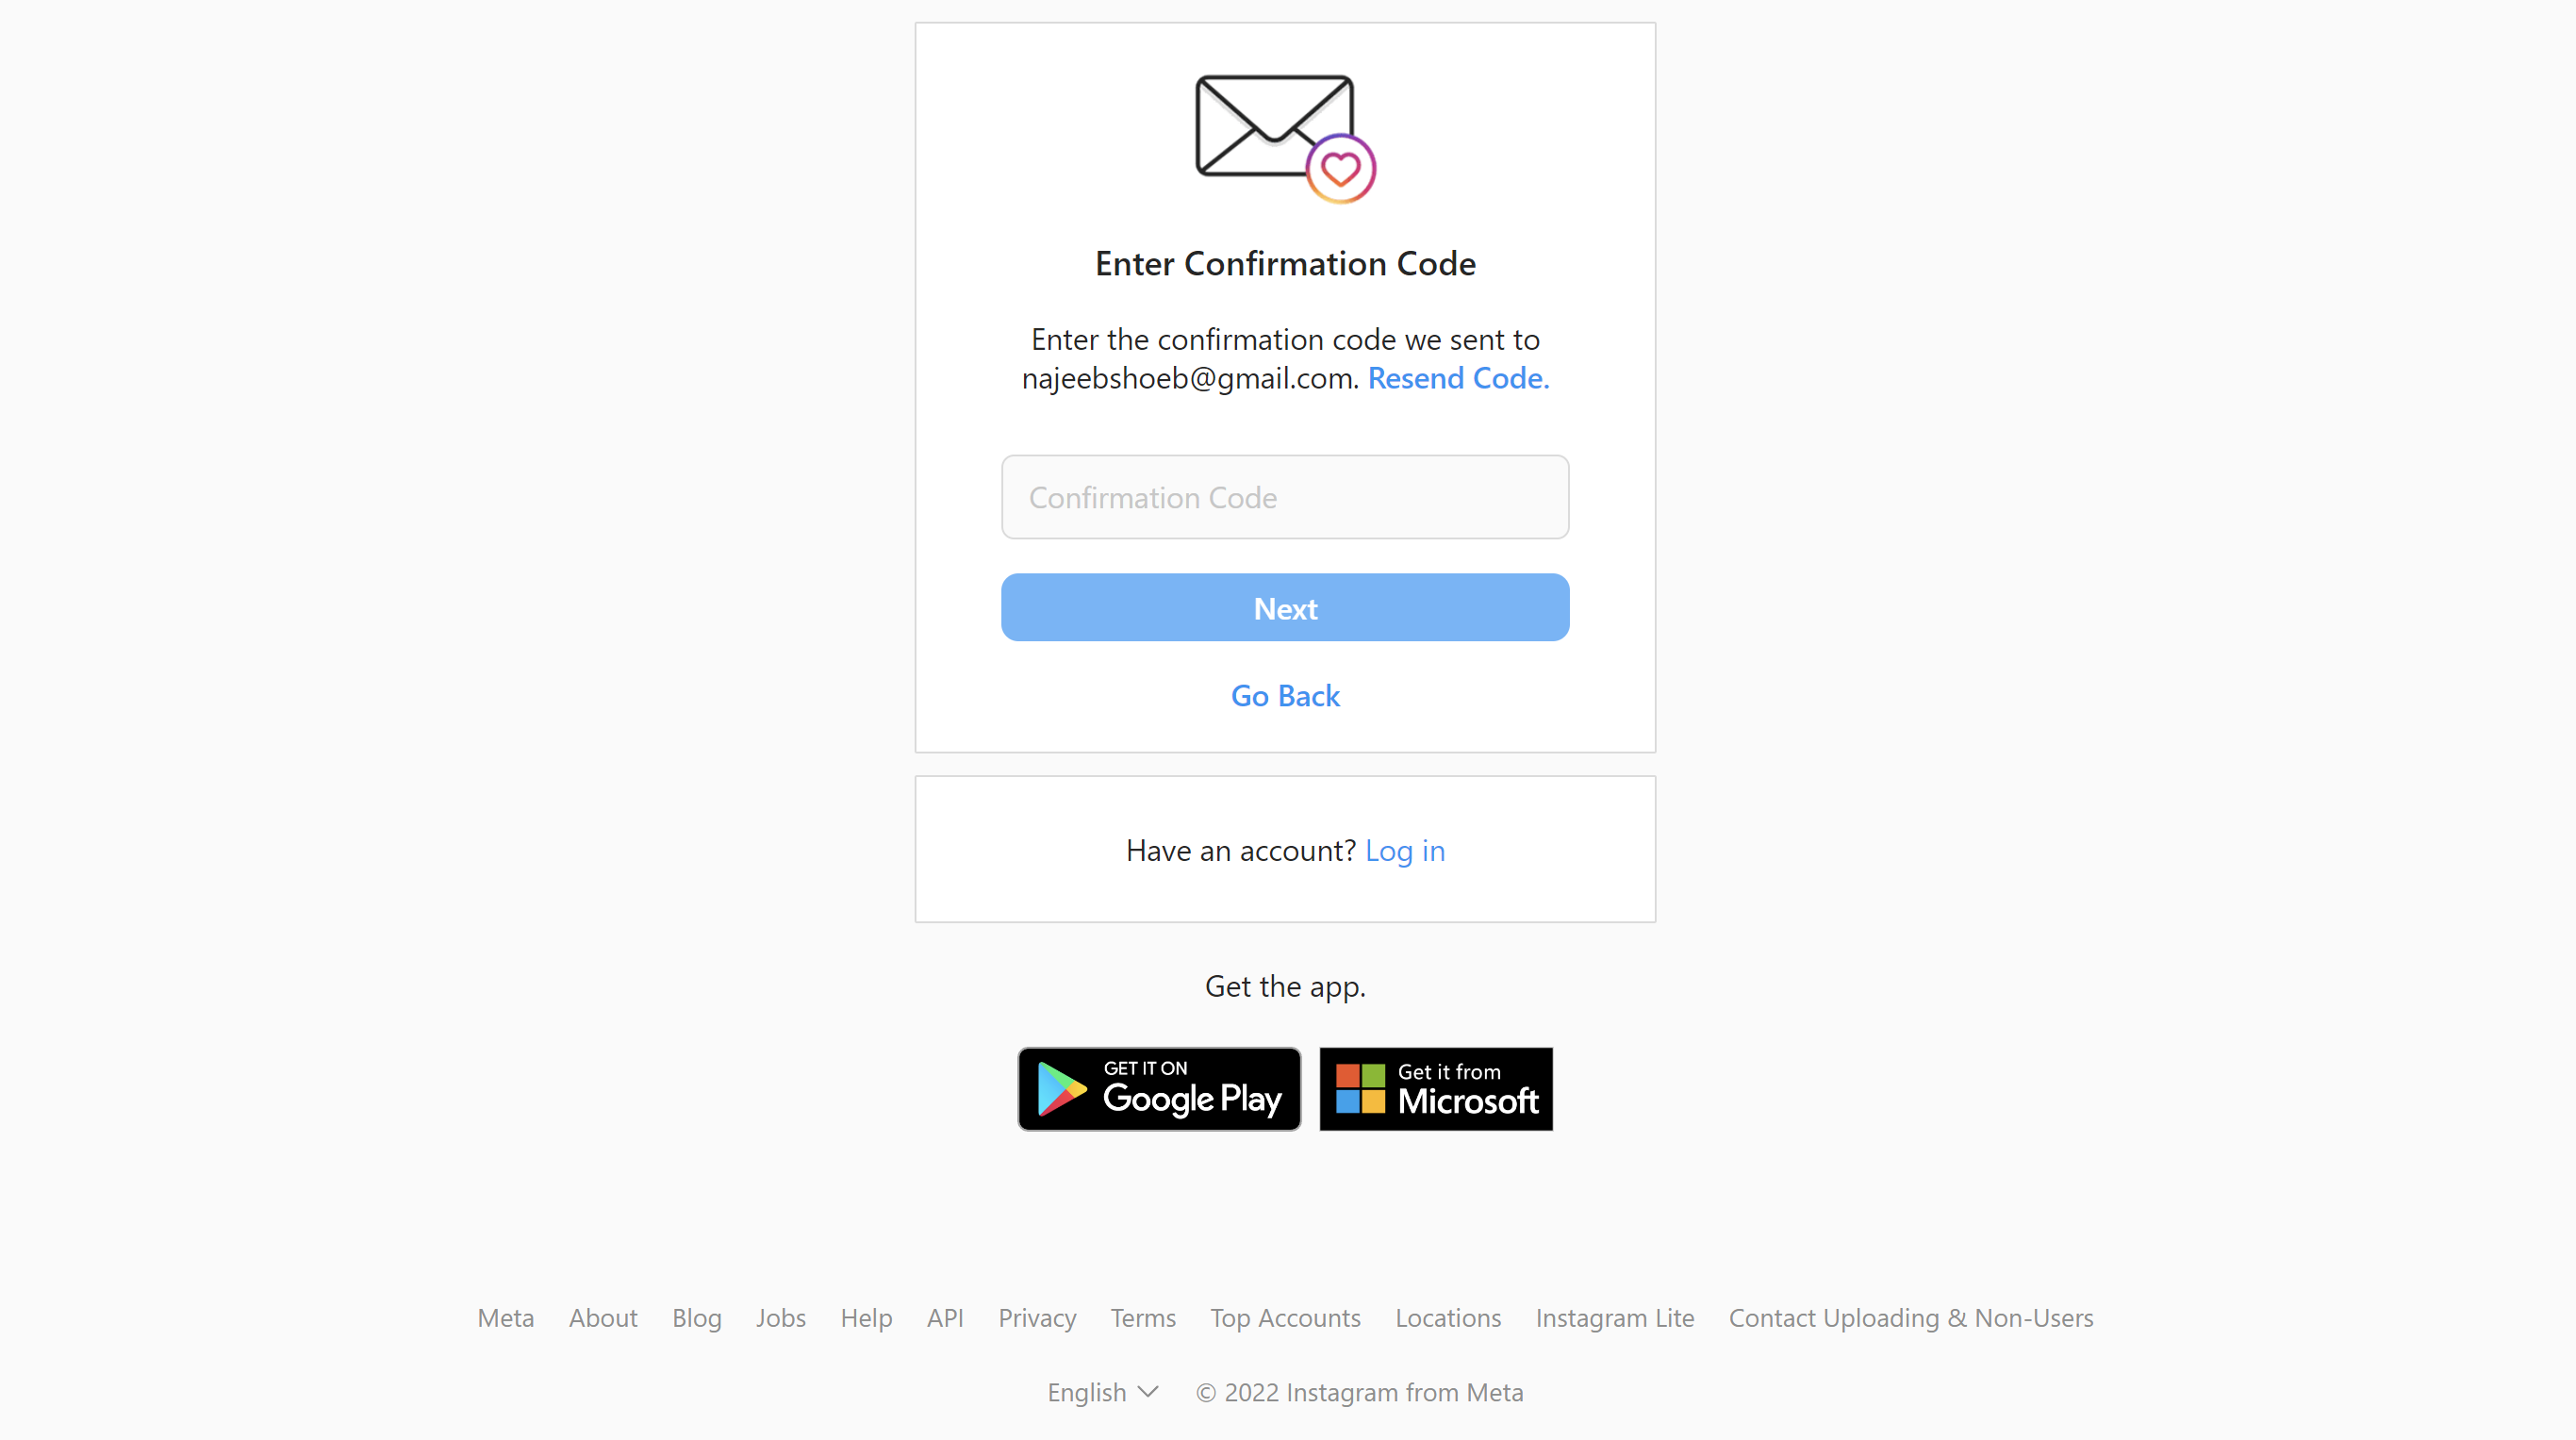 Enter Confirmation Code
Enter the confirmation code we sent to
najeebshoeb@gmail.com. Resend Code.
Confirmation Code
Next
Go Back
Have an account? Log in
Get the app.
GET IT ON
Google Play
Get it from
Microsoft
Meta About Blog Jobs Help API Privacy Terms Top Accounts Locations Instagram Lite Contact Uploading & Non-Users
English © 2022 Instagram from Meta